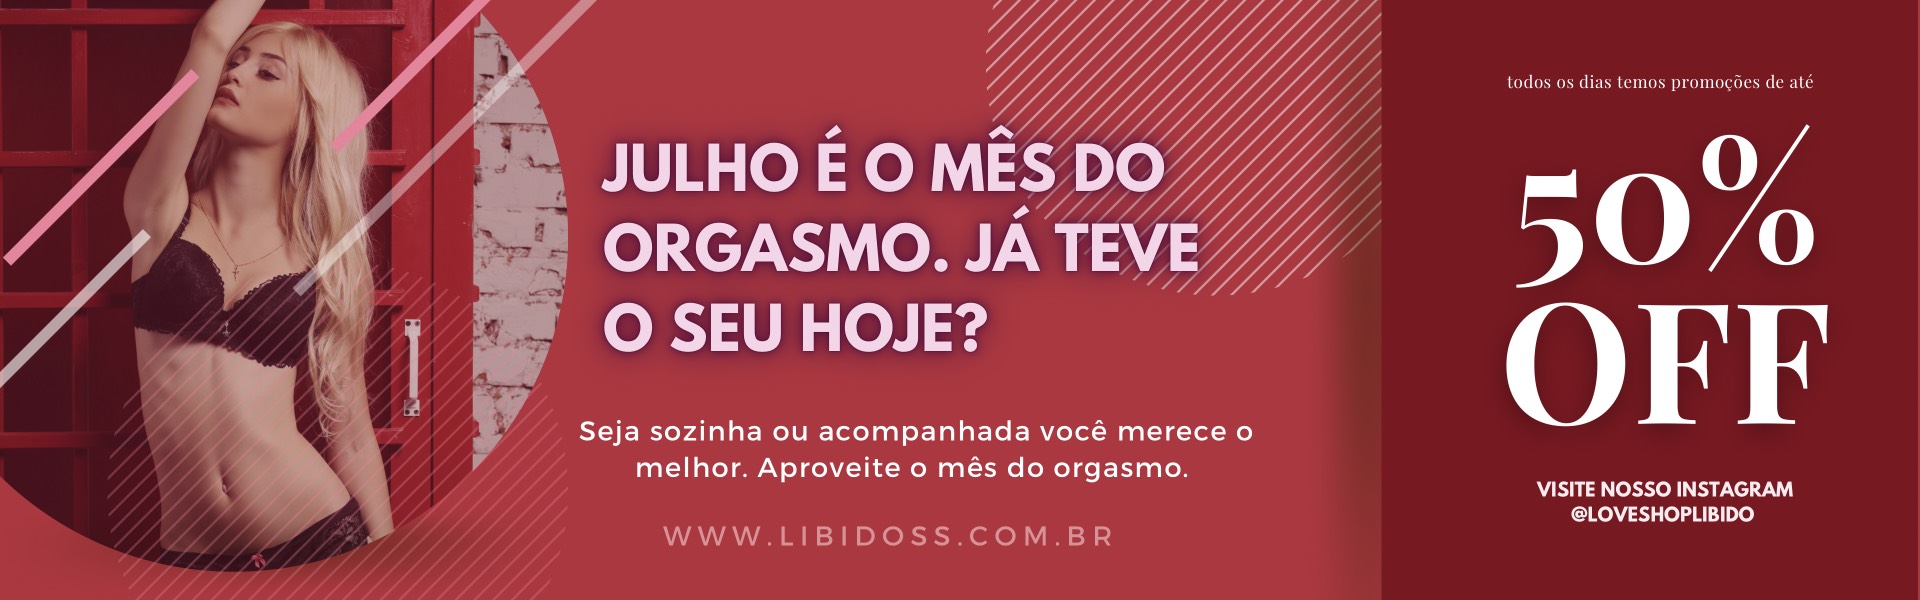 JULHO É O MÊS DO
ORGASMO. JÁ TEVE
O SEU HOJE?
Seja sozinha ou acompanhada você merece o
melhor. Aproveite o mês do orgasmo.
WWW.LIBIDOSS.COM.BR
todos os dias temos promoções de até
50%
OFF
VISITE NOSSO INSTAGRAM
@LOVESHOPLIBIDO